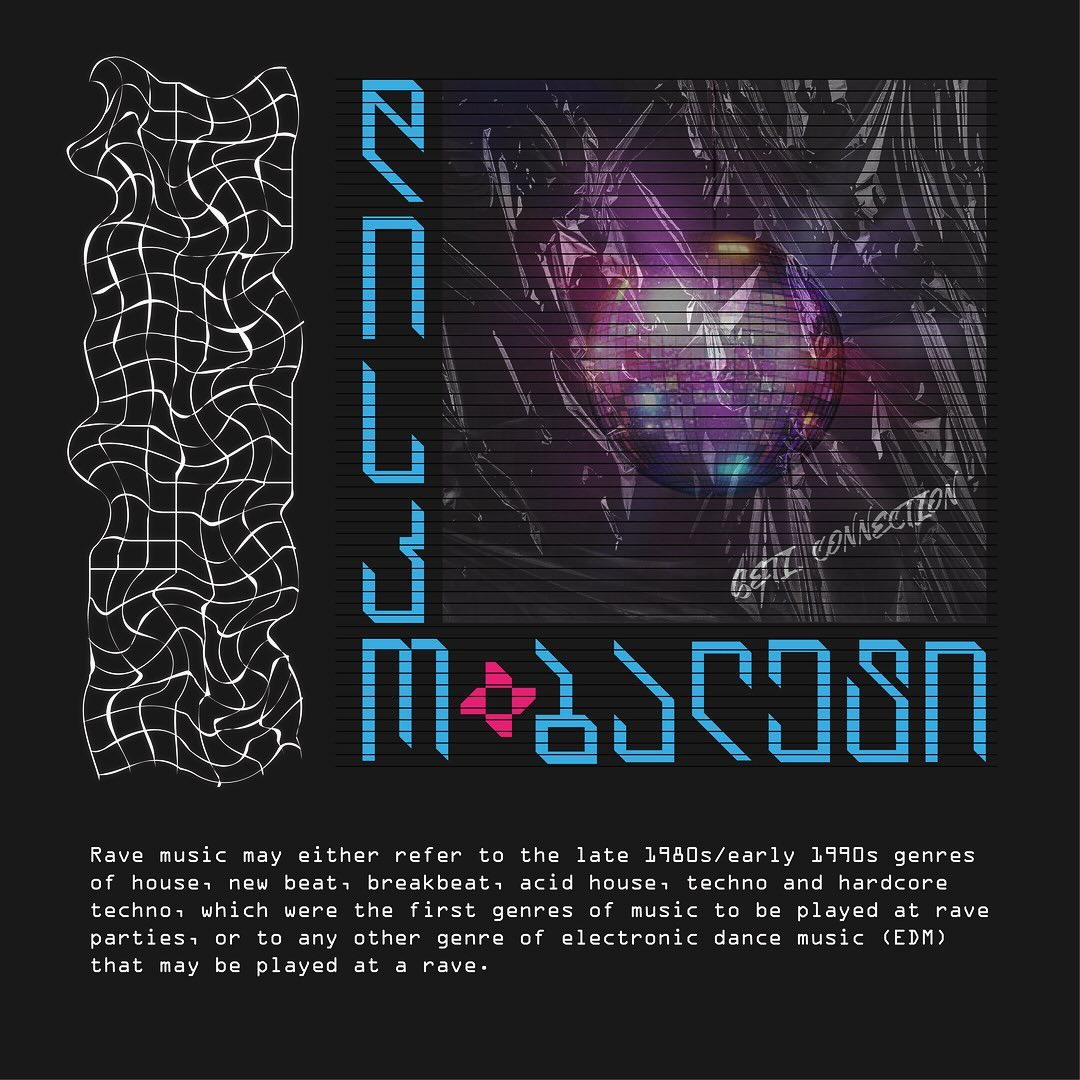 CONNECTION
Rave music may either refer to the late 1980s/early 1990s genres
of house, new beat, breakbeat, acid house, techno and hardcore
techno, which were the first genres of music to be played at rave
parties, or to any other genre of electronic dance music (EDM)
that may be played at a rave.